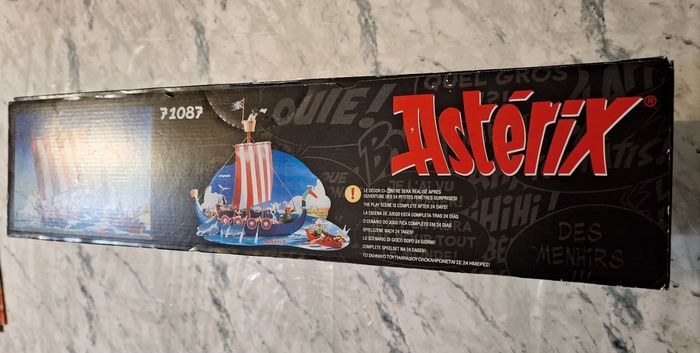 71087
OUIE!
QUEL GROS
Astérix®
LE DÉCOR CI-CONTRE SERA RÉALISÉ APRÈS
OUVERTURE DES 24 PETITES FENÊTRES SURPRISES!
THE PLAY SCENE IS COMPLETE AFTER 24 DAYS!
LA ESCENA DE JUEGO ESTÁ COMPLETA TRAS 24 DÍAS
O CENÁRIO DO JOGO FICA COMPLETO EM 24 DIAS
SPIELSZENE NACH 24 TAGEN!
LO SCENARIO DI GIOCO DOPO 24 GIORNI!
COMPLETE SPEELSET NA 24 DAGEN!
ΤΟ ΣΚΗΝΙΚΟ ΤΟΥ ΠΑΙΧΝΙΔΙΟΥ ΟΛΟΚΛΗΡΩΝΕΤΑΙ ΣΕ 24 ΗΜΕΡΕΣ!
DES
MENHIRS